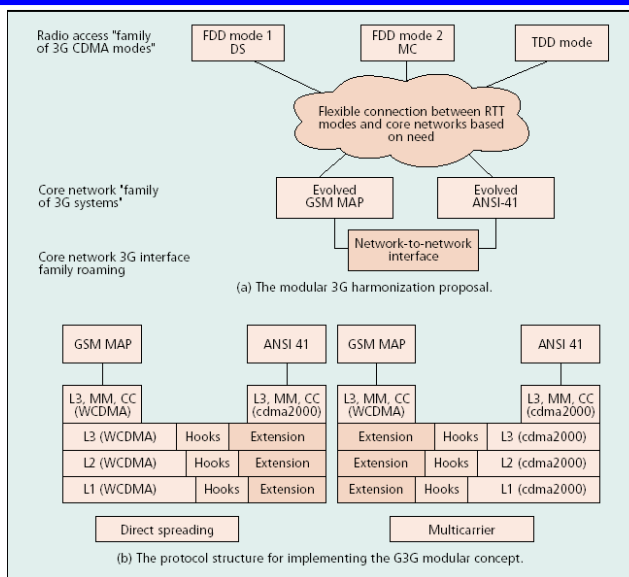 Radio access "family
of 3G CDMA modes"
FDD mode 1
DS
FDD mode 2
MC
TDD mode
Flexible connection between RTT
modes and core networks based
on need
Core network "family
of 3G systems"
Evolved
GSM MAP
Evolved
ANSI-41
Core network 3G interface
family roaming
Network-to-network
interface
(a) The modular 3G harmonization proposal.
GSM MAP
ANSI 41
GSM MAP
ANSI 41
L3, MM, CC
(WCDMA)
L3, MM, CC
(cdma2000)
L3, MM, CC
(WCDMA)
L3, MM, CC
(cdma2000)
L3 (WCDMA) Hooks Extension
Extension Hooks L3 (cdma2000)
L2 (WCDMA) Hooks Extension
Extension Hooks L2 (cdma2000)
L1 (WCDMA) Hooks Extension
Extension Hooks L1 (cdma2000)
Direct spreading
Multicarrier
(b) The protocol structure for implementing the G3G modular concept.